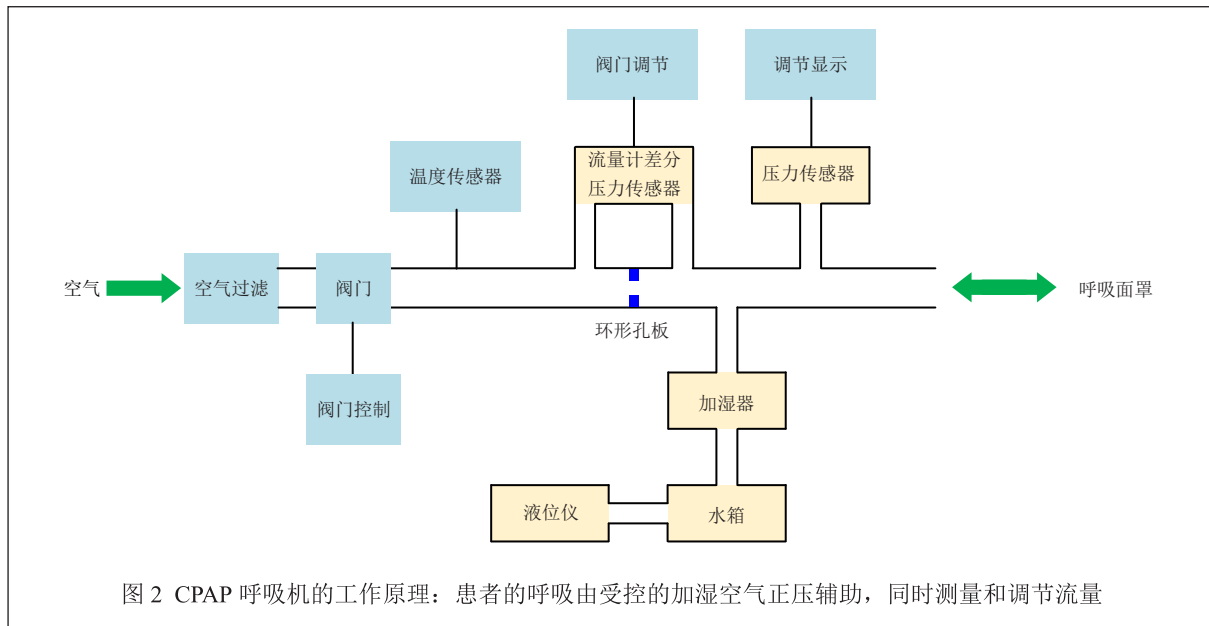 阀门调节
调节显示
温度传感器
流量计差分
压力传感器
压力传感器
空气
空气过滤
阀门
呼吸面罩
环形孔板
阀门控制
加湿器
液位仪
水箱
图 2 CPAP 呼吸机的工作原理：患者的呼吸由受控的加湿空气正压辅助，同时测量和调节流量